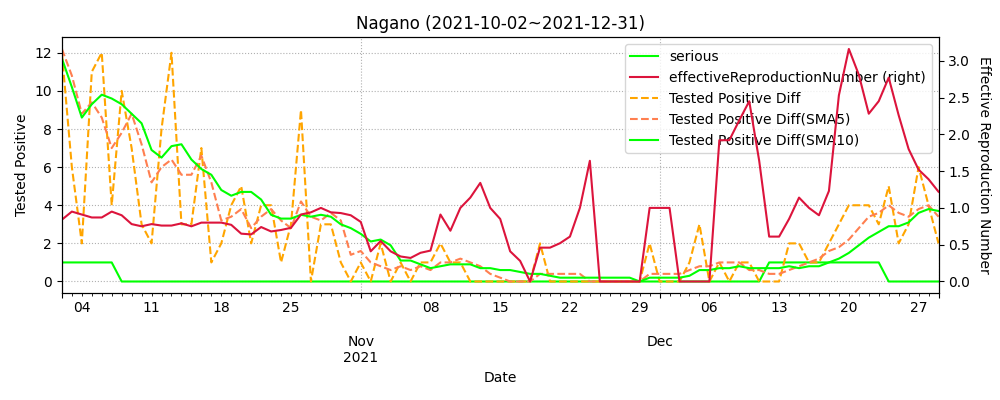 Nagano (2021-10-02~2021-12-31)
serious
effectiveReproductionNumber (right)
Tested Positive Diff
Tested Positive Diff(SMA5)
Tested Positive Diff(SMA10)
Tested Positive
12
10
8
6
4
2
0
3.0
2.5
2.0
1.5
1.0
0.5
0.0
Effective Reproduction Number
04 11 18 25 08 15 22 29 06 13 20 27
Nov Dec
2021
Date